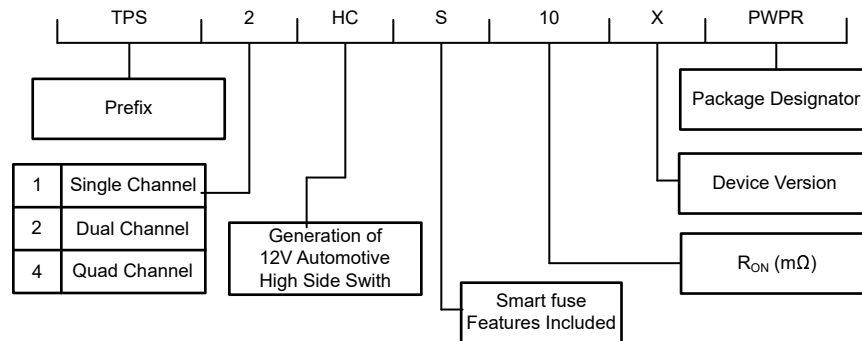 TPS 2 HC S 10 X PWPR
Prefix
Package Designator
1 Single Channel
2 Dual Channel
4 Quad Channel
Device Version
Generation of
12V Automotive
High Side Swith
RON (mΩ)
Smart fuse
Features Included